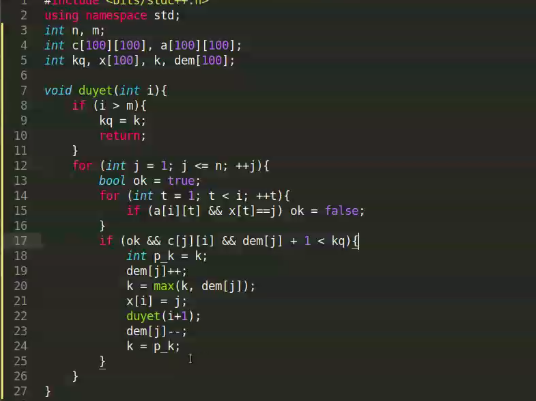 1 #include <bits/stdc++.h>
2 using namespace std;
3 int n, m;
4 int c[100][100], a[100][100];
5 int kq, x[100], k, dem[100];
6
7 void duyet(int i){
8 if (i > m){
9 kq = k;
10 return;
11 }
12 for (int j = 1; j <= n; ++j){
13 bool ok = true;
14 for (int t = 1; t < i; ++t){
15 if (a[i][t] && x[t]==j) ok = false;
16 }
17 if (ok && c[j][i] && dem[j] + 1 < kq){
18 int p_k = k;
19 dem[j]++;
20 k = max(k, dem[j]);
21 x[i] = j;
22 duyet(i+1);
23 dem[j]--;
24 k = p_k;
25 }
26 }
27 }